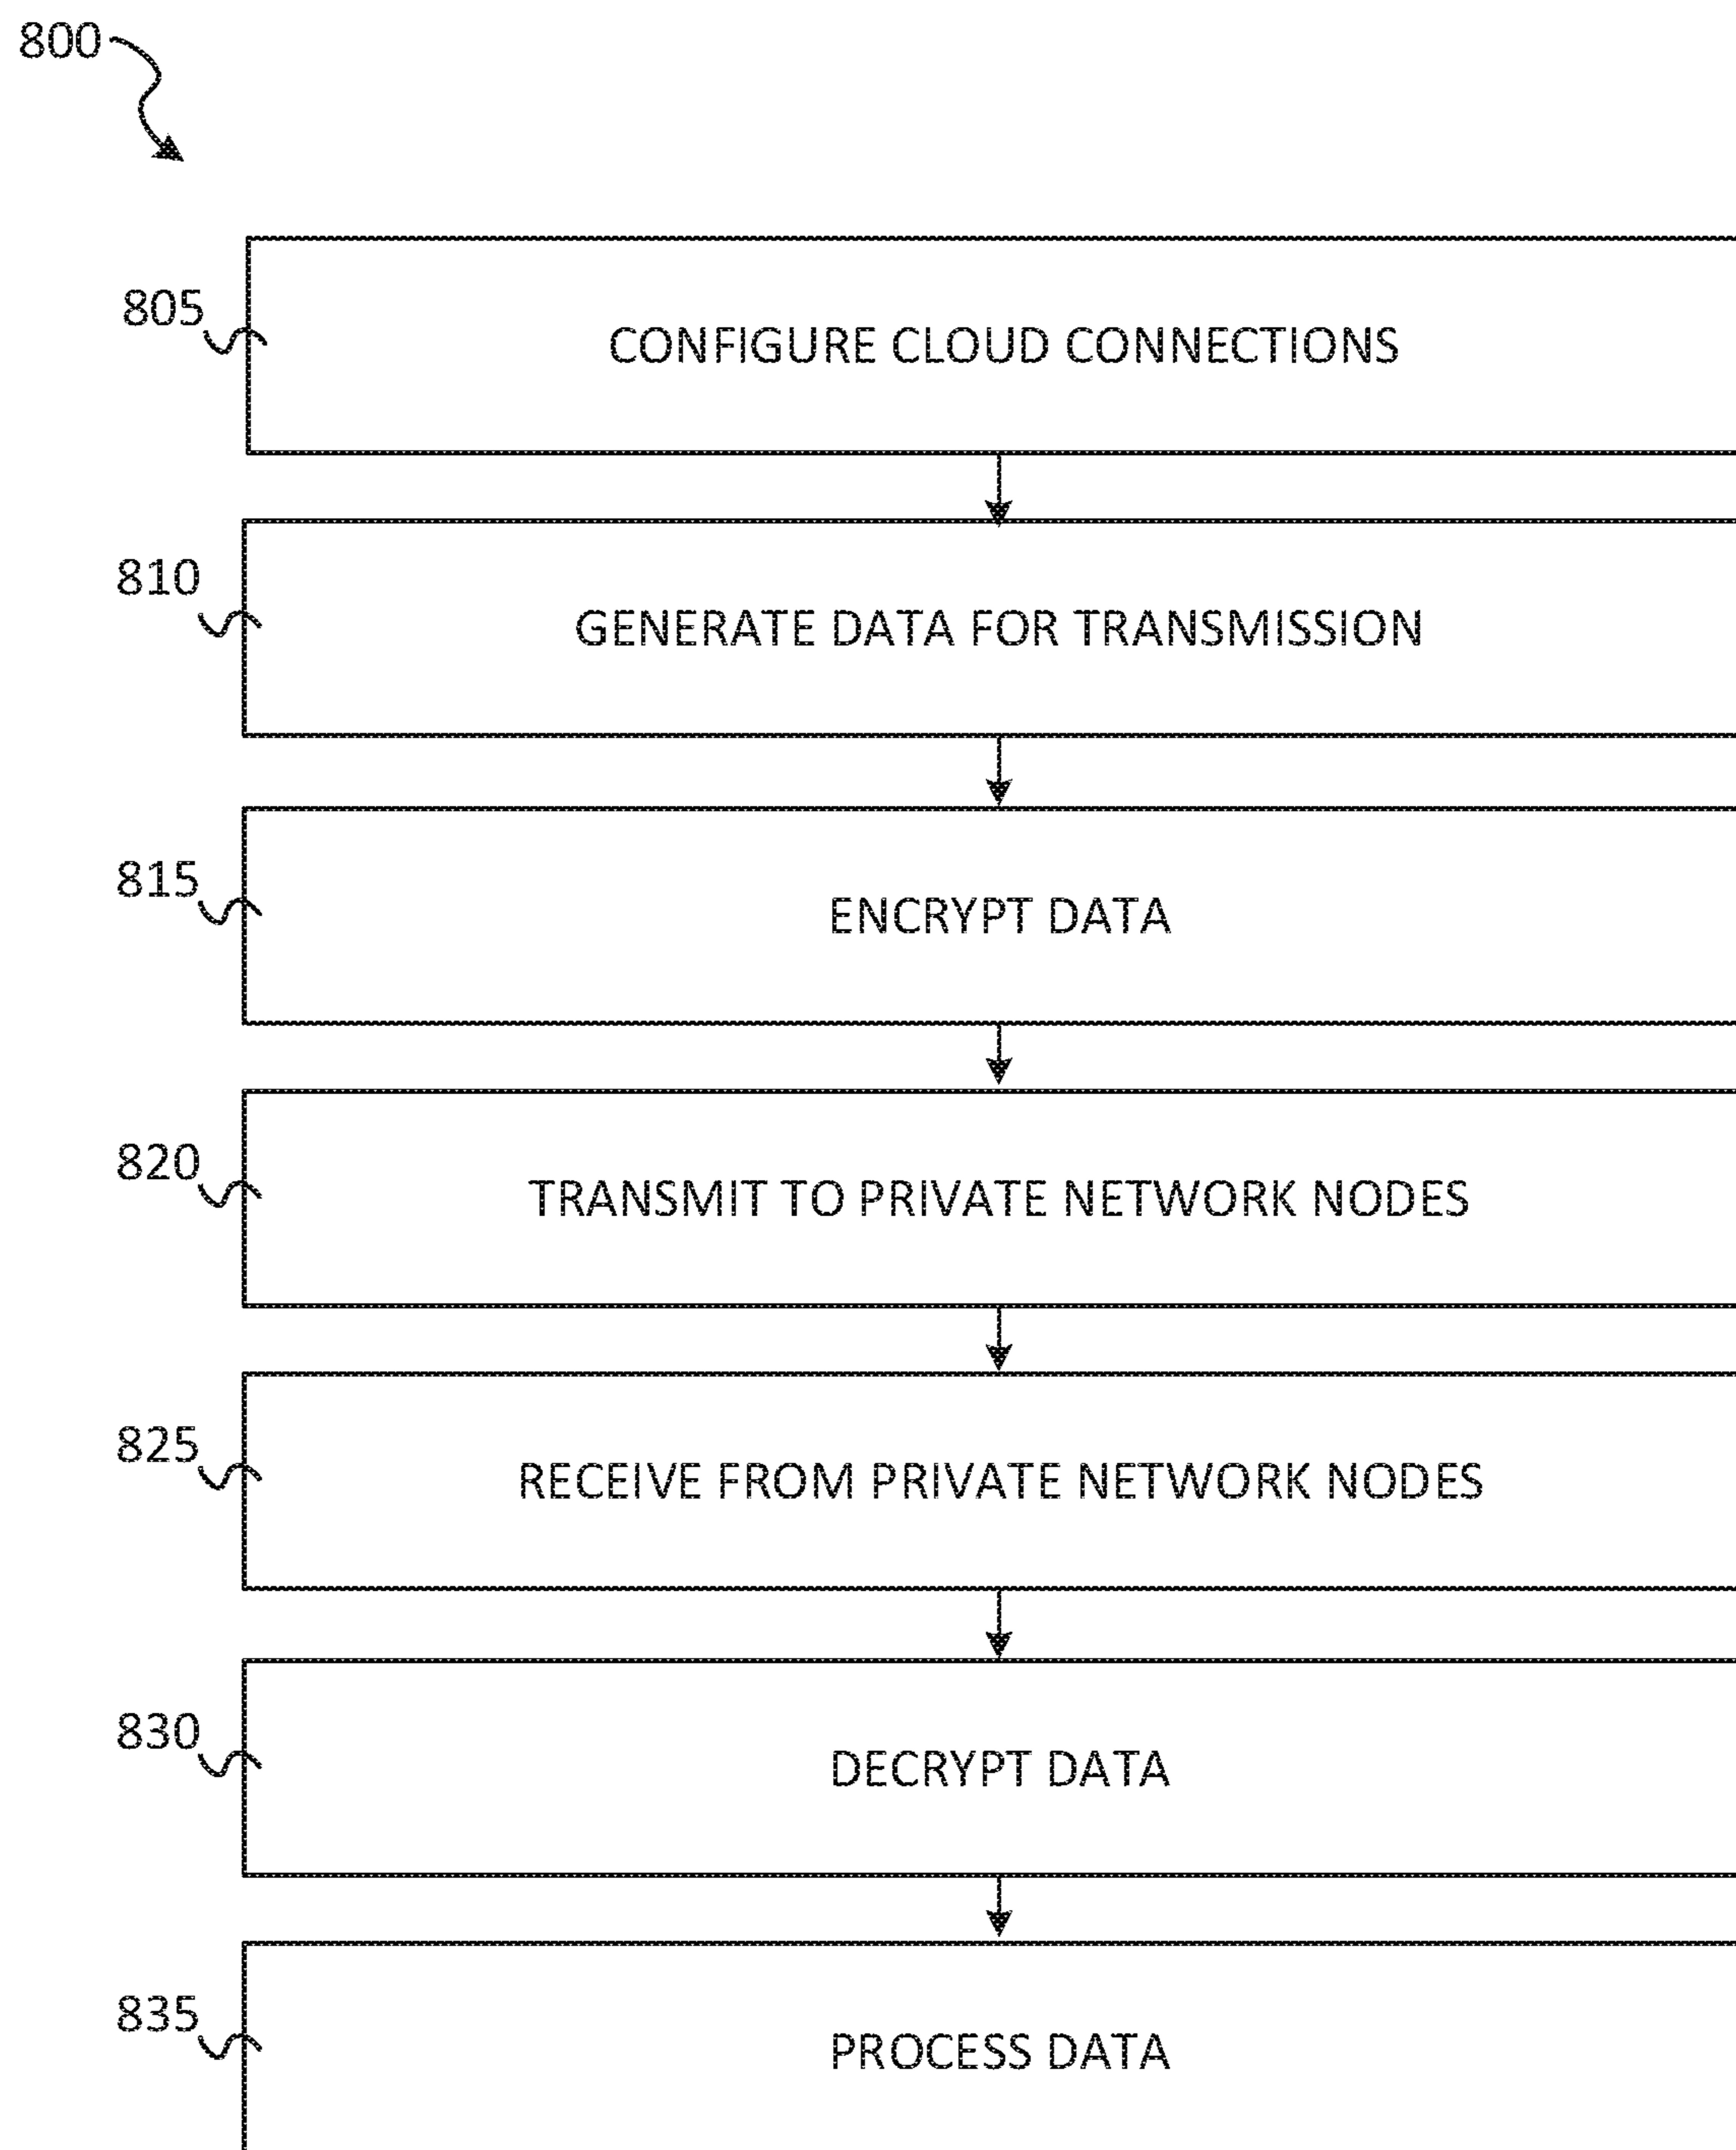 800
805
CONFIGURE CLOUD CONNECTIONS
810
GENERATE DATA FOR TRANSMISSION
815
ENCRYPT DATA
820
TRANSMIT TO PRIVATE NETWORK NODES
825
RECEIVE FROM PRIVATE NETWORK NODES
830
DECRYPT DATA
835
PROCESS DATA